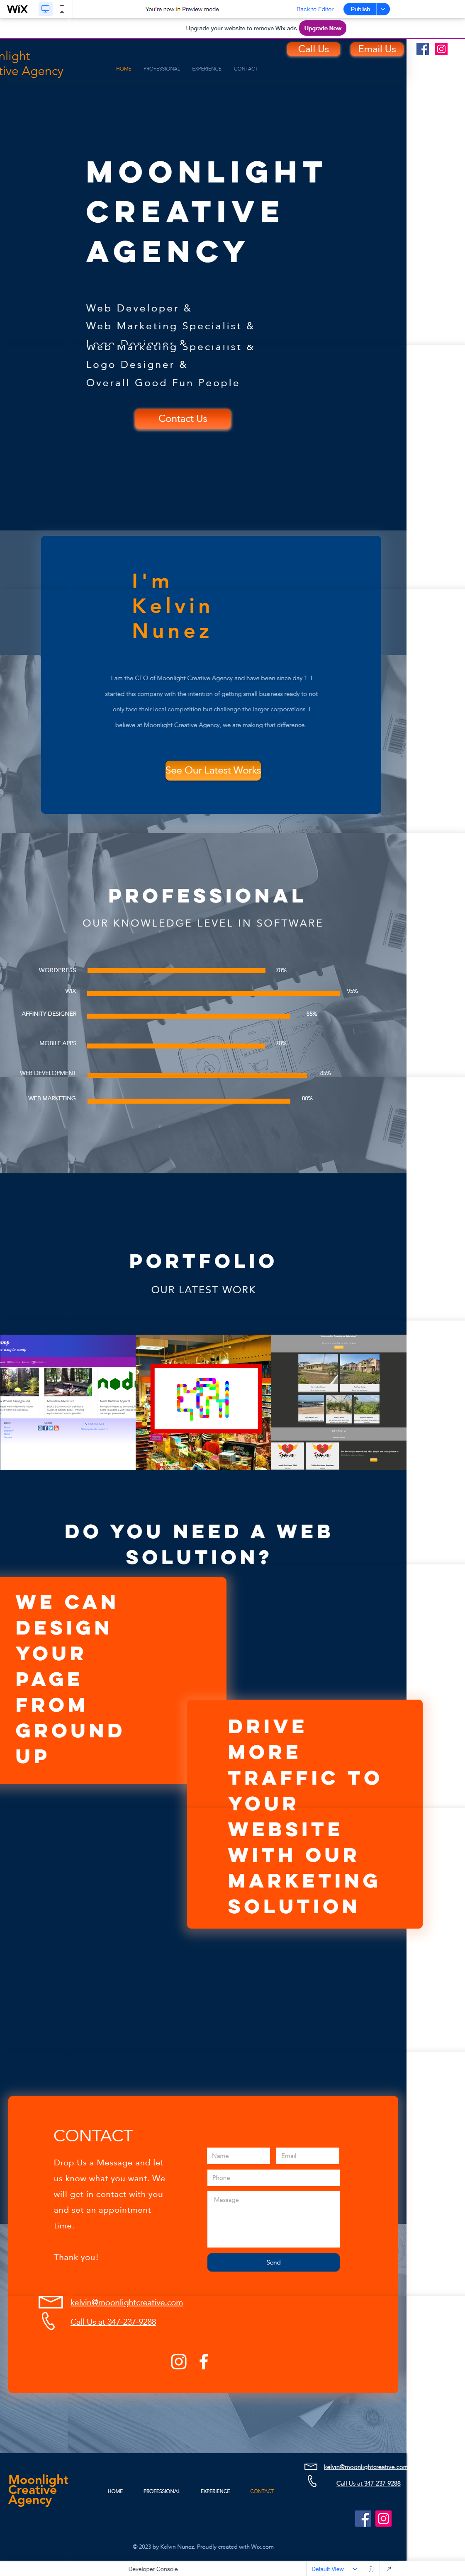 WiX
You're now in Preview mode
Back to Editor
Publish
Upgrade your website to remove Wix ads
Upgrade Now
Call Us
Email Us
nlight
tive Agency
HOME
PROFESSIONAL
EXPERIENCE
CONTACT
MOONLIGHT
CREATIVE
AGENCY
Web Developer &
Web Marketing Specialist &
Logo Designer &
Web Marketing Specialist &
Logo Designer &
Overall Good Fun People
Contact Us
I'm
Kelvin
Nunez
I am the CEO of Moonlight Creative Agency and have been since day 1. I
started this company with the intention of getting small business ready to not
only face their local competition but challenge the larger corporations. I
believe at Moonlight Creative Agency, we are making that difference.
See Our Latest Works
PROFESSIONAL
OUR KNOWLEDGE LEVEL IN SOFTWARE
WORDPRESS
70%
WIX
95%
AFFINITY DESIGNER
85%
MOBILE APPS
70%
WEB DEVELOPMENT
85%
WEB MARKETING
80%
PORTFOLIO
OUR LATEST WORK
DO YOU NEED A WEB
SOLUTION?
WE CAN
DESIGN
YOUR
PAGE
FROM
GROUND
UP
DRIVE
MORE
TRAFFIC TO
YOUR
WEBSITE
WITH OUR
MARKETING
SOLUTION
CONTACT
Drop Us a Message and let
us know what you want. We
will get in contact with you
and set an appointment
time.
Thank you!
Name
Email
Phone
Message
Send
kelvin@moonlightcreative.com
Call Us at 347-237-9288
Moonlight
Creative
Agency
HOME
PROFESSIONAL
EXPERIENCE
CONTACT
kelvin@moonlightcreative.com
Call Us at 347-237-9288
© 2023 by Kelvin Nunez. Proudly created with Wix.com
Developer Console
Default View